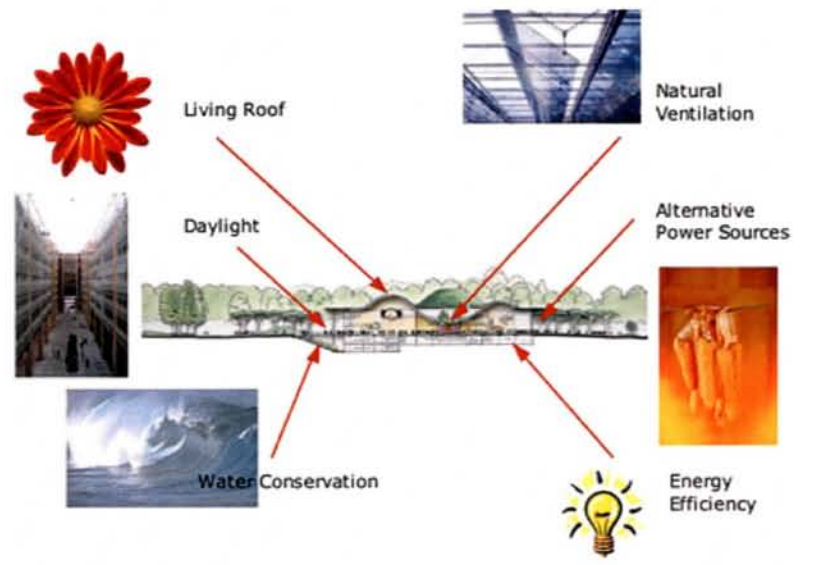 Living Roof
Natural
Ventilation
Daylight
Alternative
Power Sources
Water Conservation
Energy
Efficiency